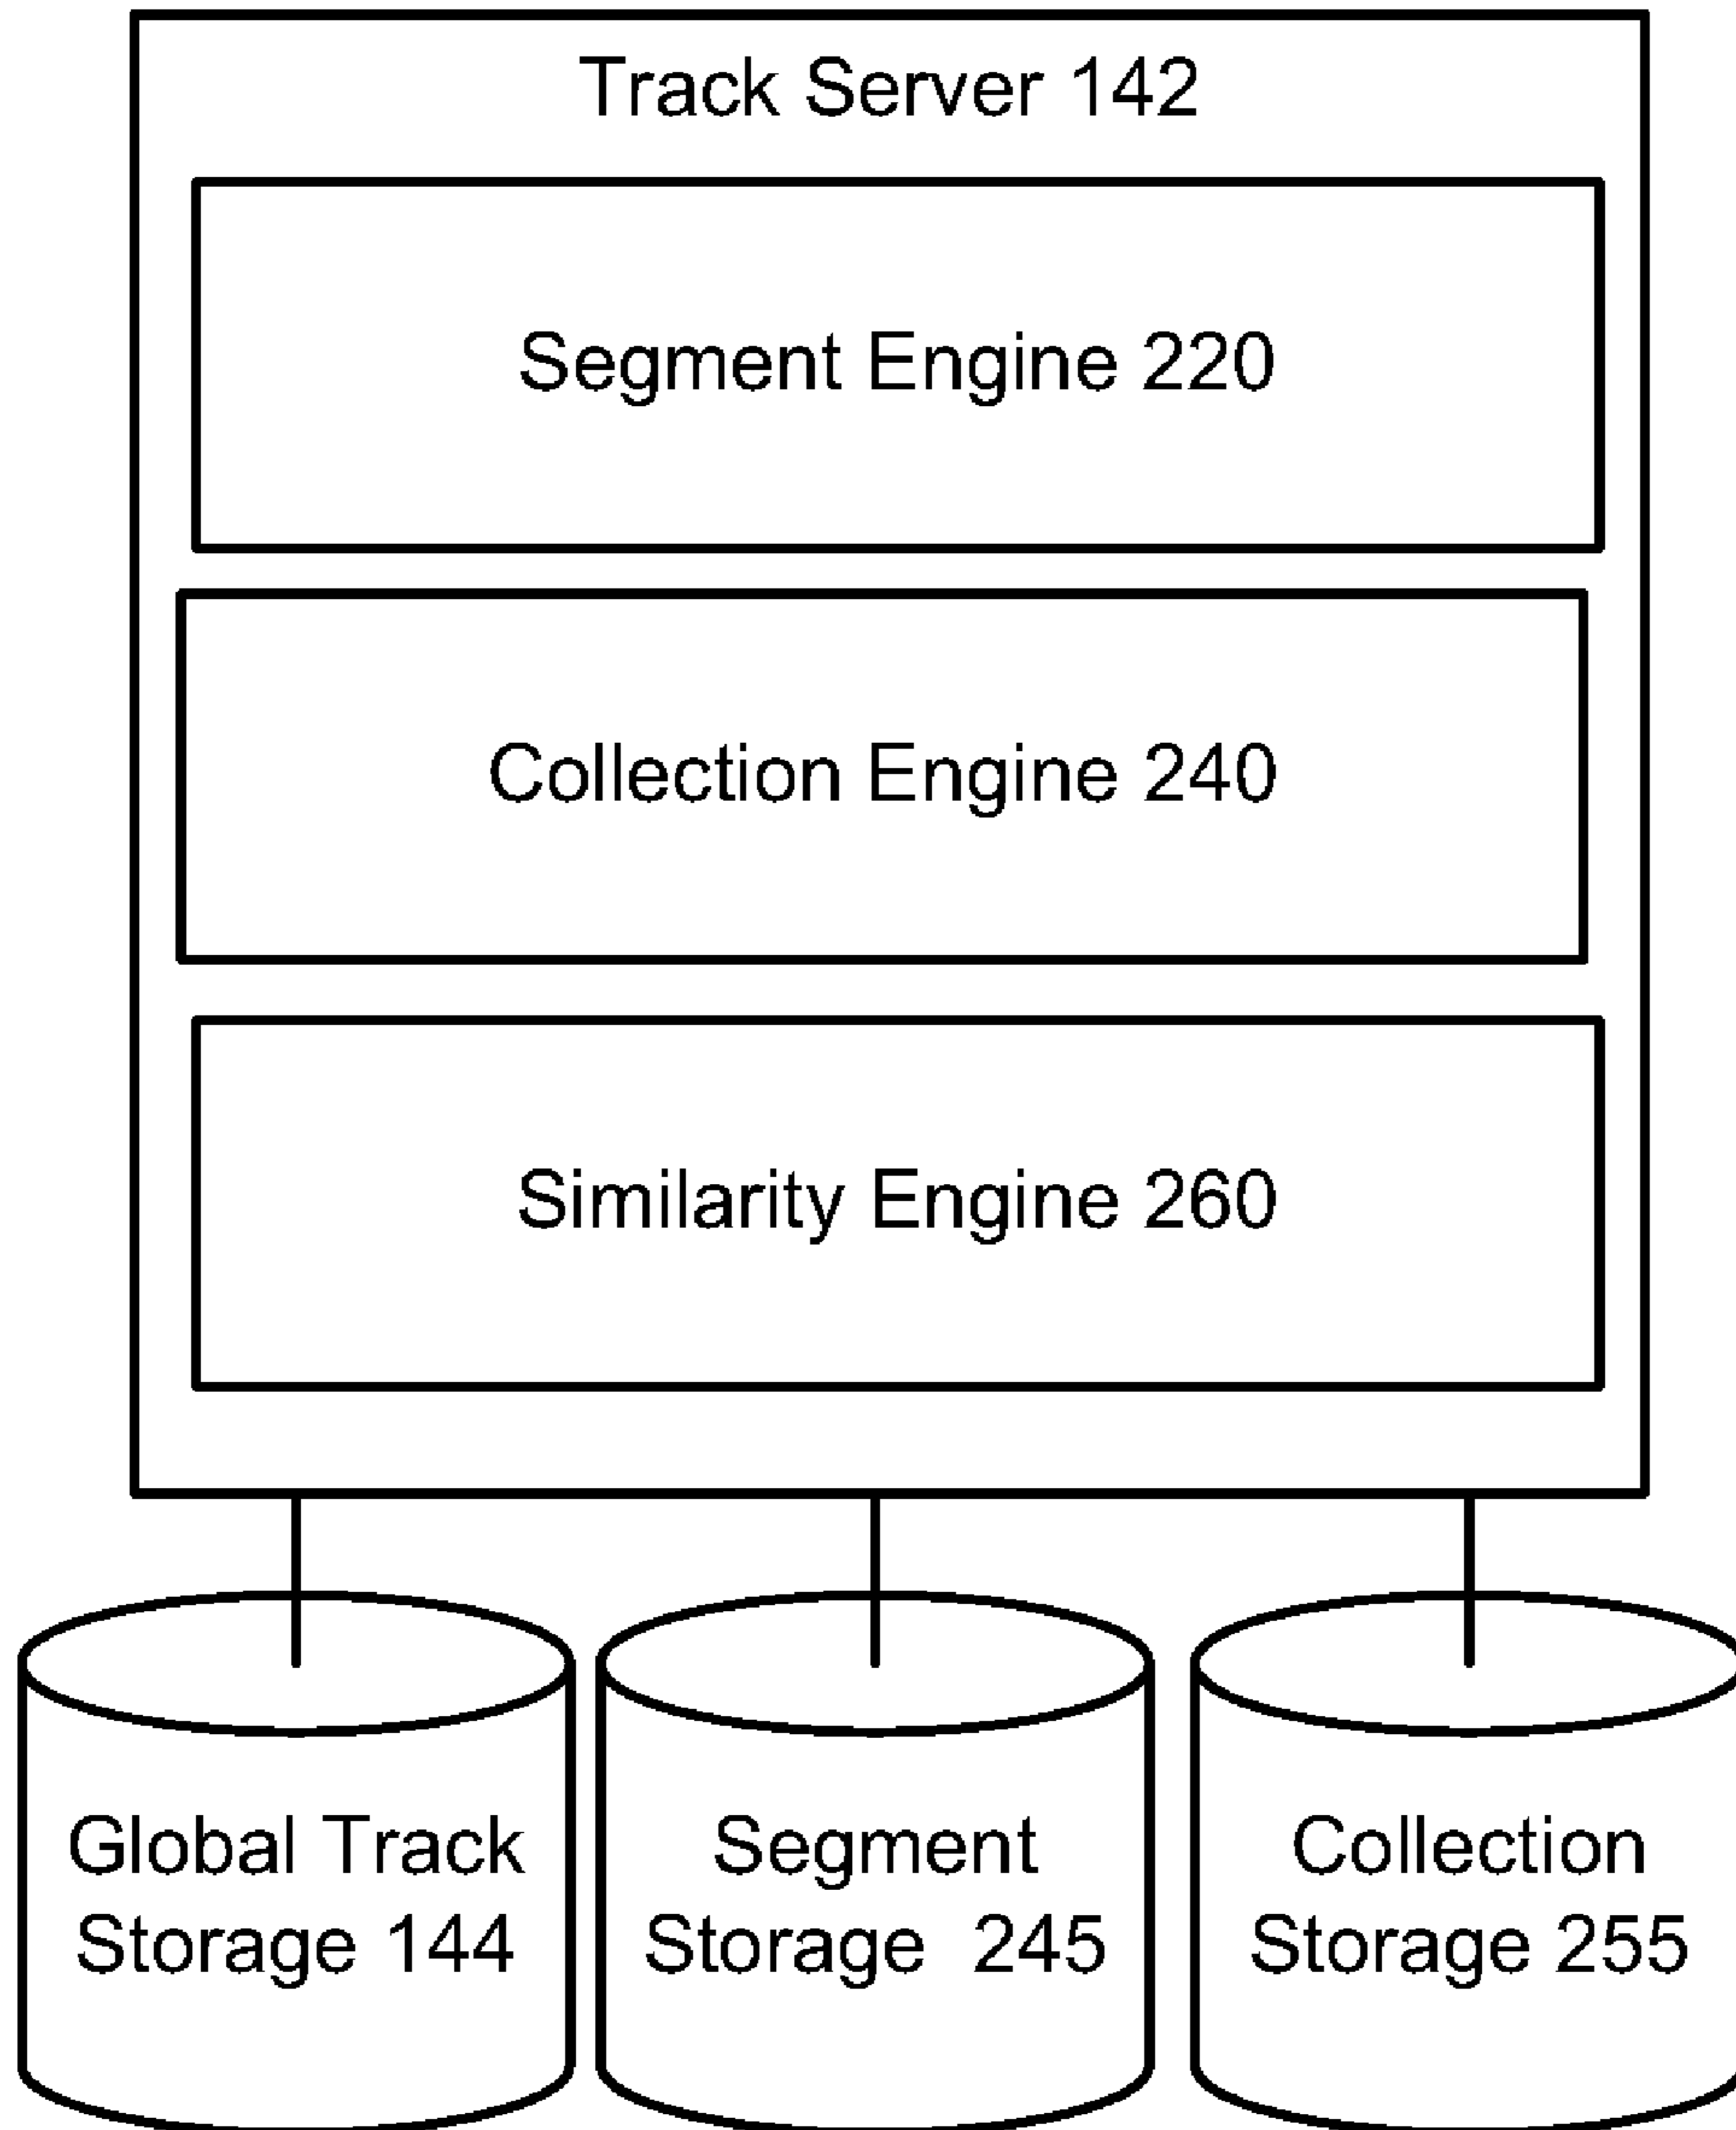 Track Server 142
Segment Engine 220
Collection Engine 240
Similarity Engine 260
Global Track
Storage 144
Segment
Storage 245
Collection
Storage 255